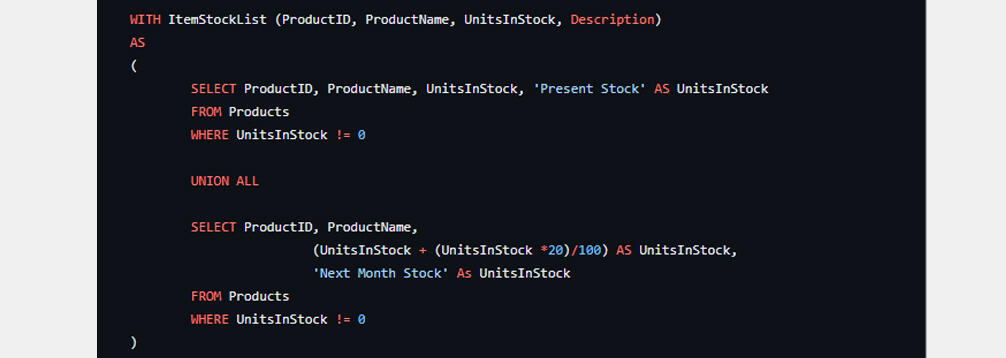 WITH ItemStockList (ProductID, ProductName, UnitsInStock, Description)
AS
(
SELECT ProductID, ProductName, UnitsInStock, 'Present Stock' AS UnitsInStock
FROM Products
WHERE UnitsInStock != 0
UNION ALL
SELECT ProductID, ProductName,
(UnitsInStock + (UnitsInStock *20)/100) AS UnitsInStock,
'Next Month Stock' As UnitsInStock
FROM Products
WHERE UnitsInStock != 0
)